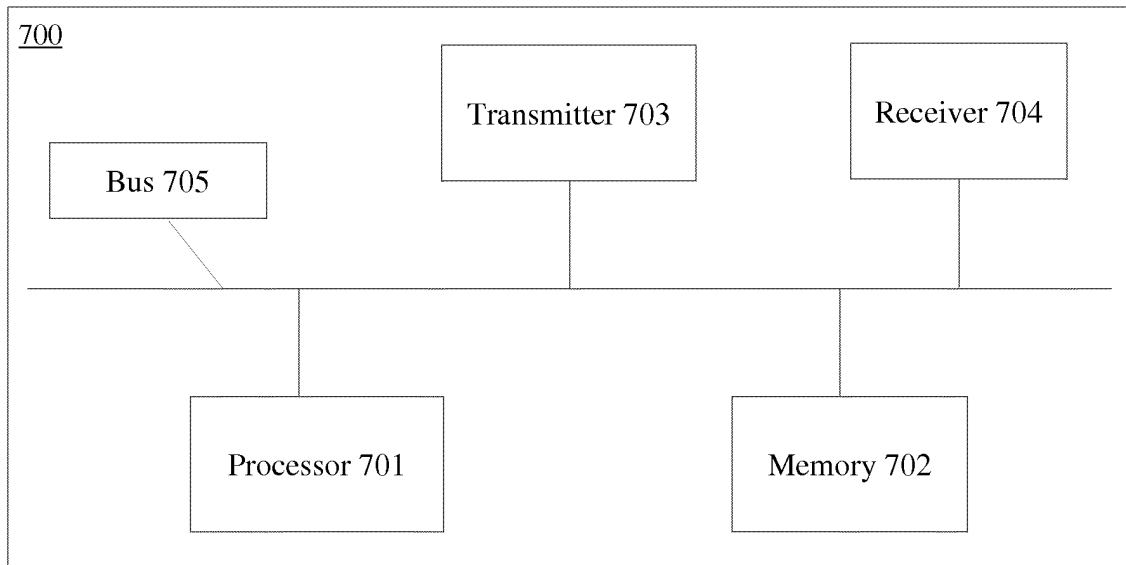 700
Transmitter 703
Receiver 704
Bus 705
Processor 701
Memory 702